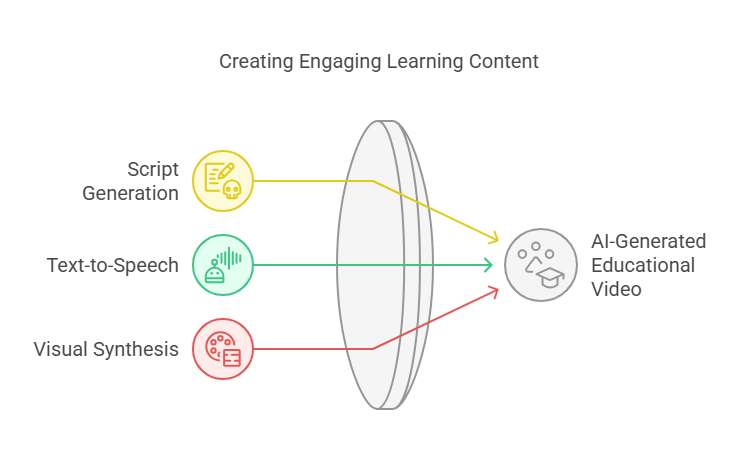 Creating Engaging Learning Content
Script
Generation
Text-to-Speech
Visual Synthesis
AI-Generated
Educational
Video